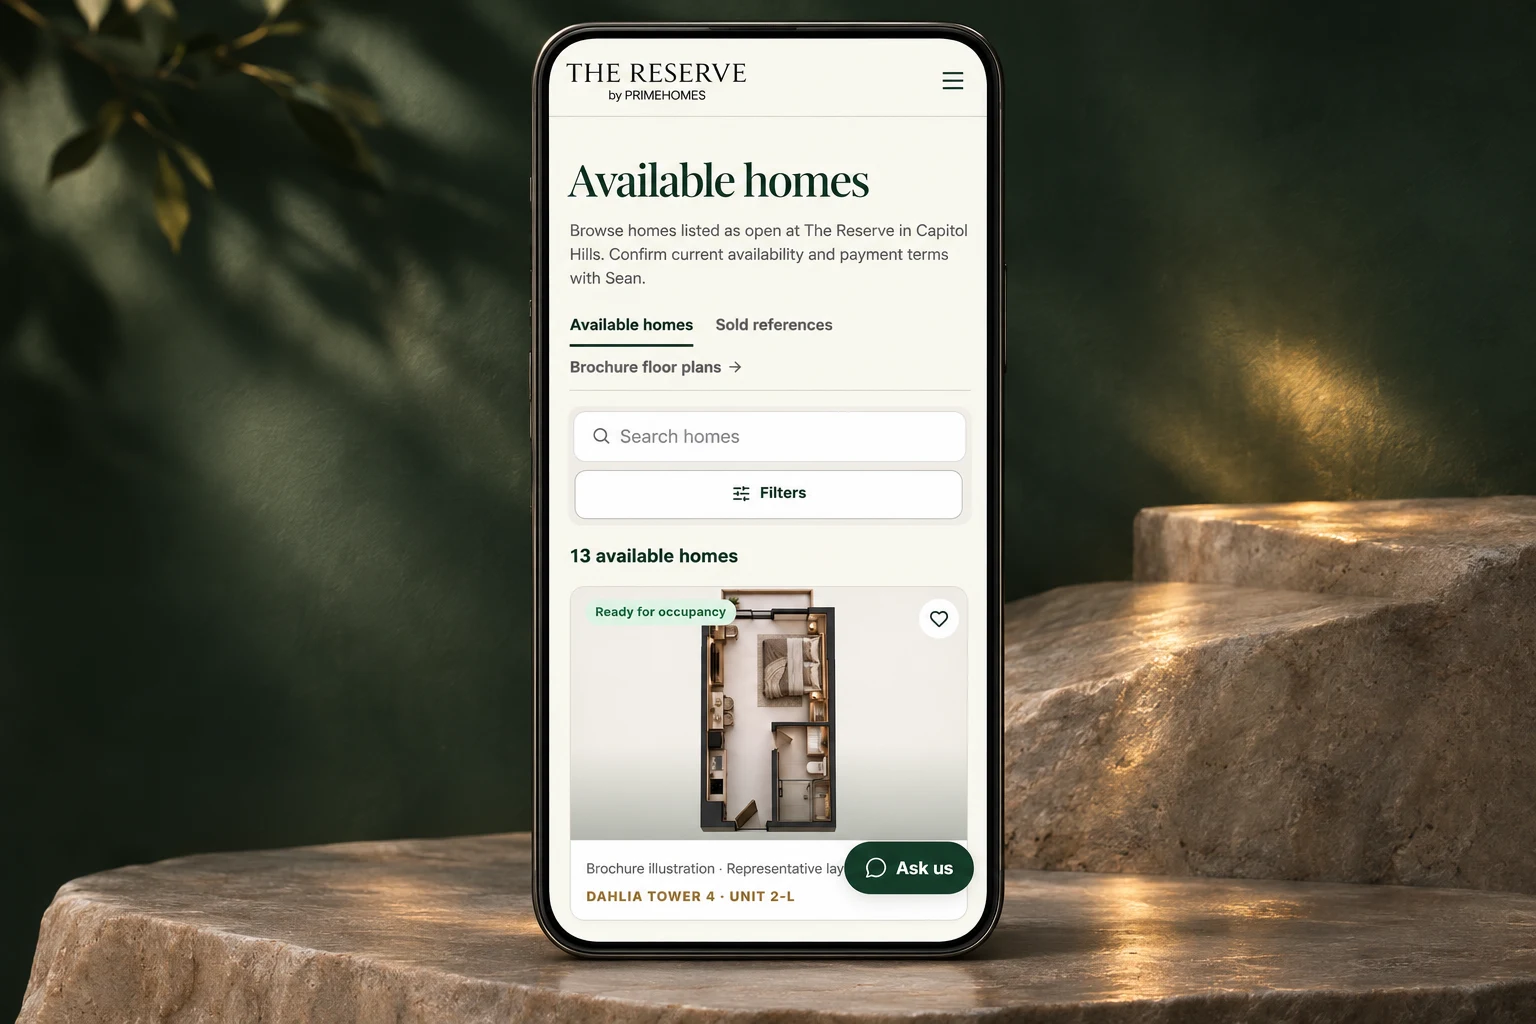 THE RESERVE
by PRIMEHOMES
Available homes
Browse homes listed as open at The Reserve in Capitol
Hills. Confirm current availability and payment terms
with Sean.
Available homes Sold references
Brochure floor plans →
Search homes
Filters
13 available homes
Ready for occupancy
Brochure illustration · Representative lay
Ask us
DAHLIA TOWER 4 · UNIT 2-L